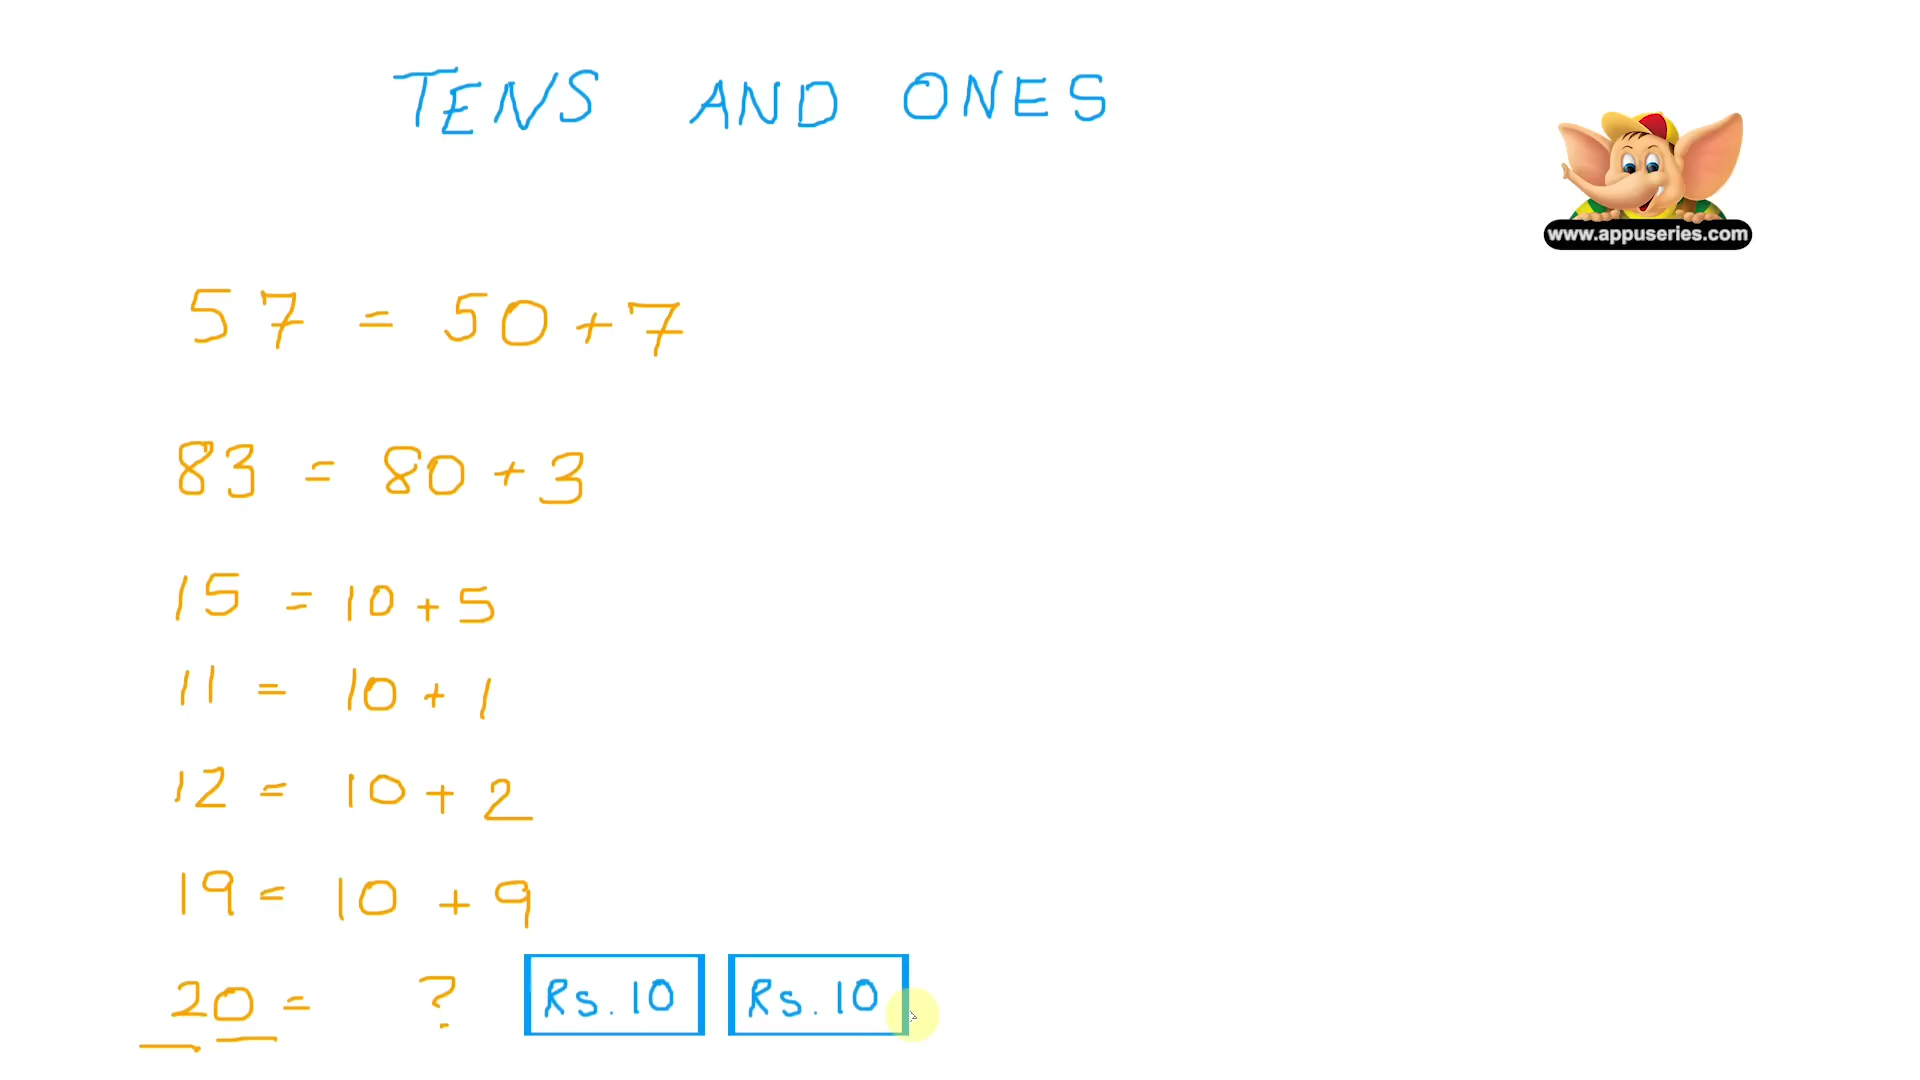 TENS AND ONES
www.appuseries.com
57 = 50 + 7
83 = 80 + 3
15 = 10 + 5
11 = 10 + 1
12 = 10 + 2
19 = 10 + 9
20 = ? Rs. 10 Rs. 10